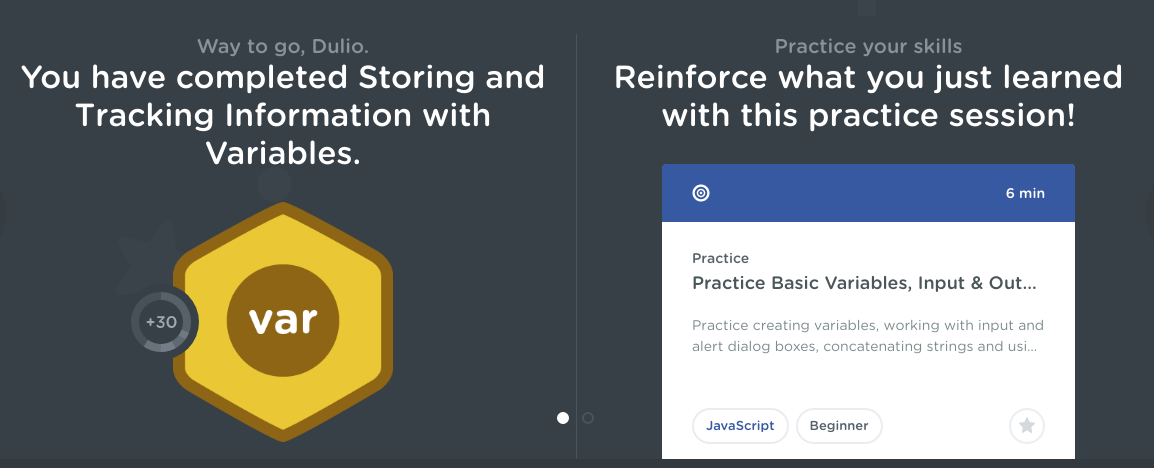 Way to go, Dulio.
You have completed Storing and
Tracking Information with
Variables.
+30
var
Practice your skills
Reinforce what you just learned
with this practice session!
6 min
Practice
Practice Basic Variables, Input & Out...
Practice creating variables, working with input and
alert dialog boxes, concatenating strings and usi...
JavaScript
Beginner